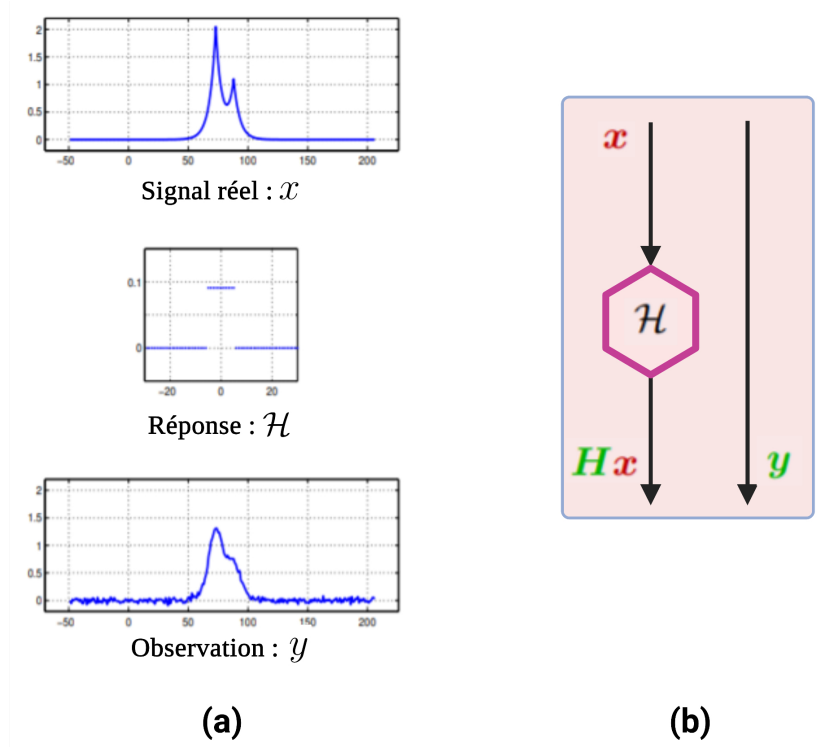 2
1.5
1
0.5
0
−50 0 50 100 150 200
Signal réel : x
0.1
0
−20 0 20
Réponse : ℋ
2
1.5
1
0.5
0
−50 0 50 100 150 200
Observation : y
(a)
x
ℋ
Hx
y
(b)